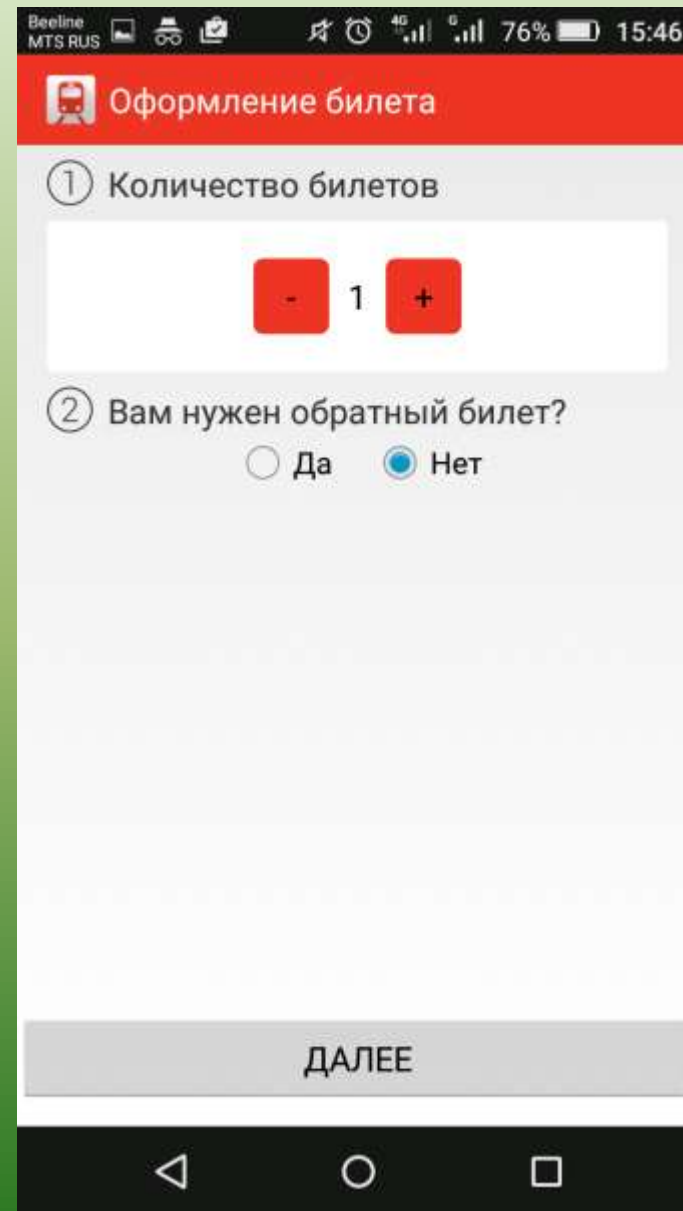 Beeline
MTS RUS 4G G 76% 15:46
Оформление билета
1 Количество билетов
- 1 +
2 Вам нужен обратный билет?
Да Нет
ДАЛЕЕ